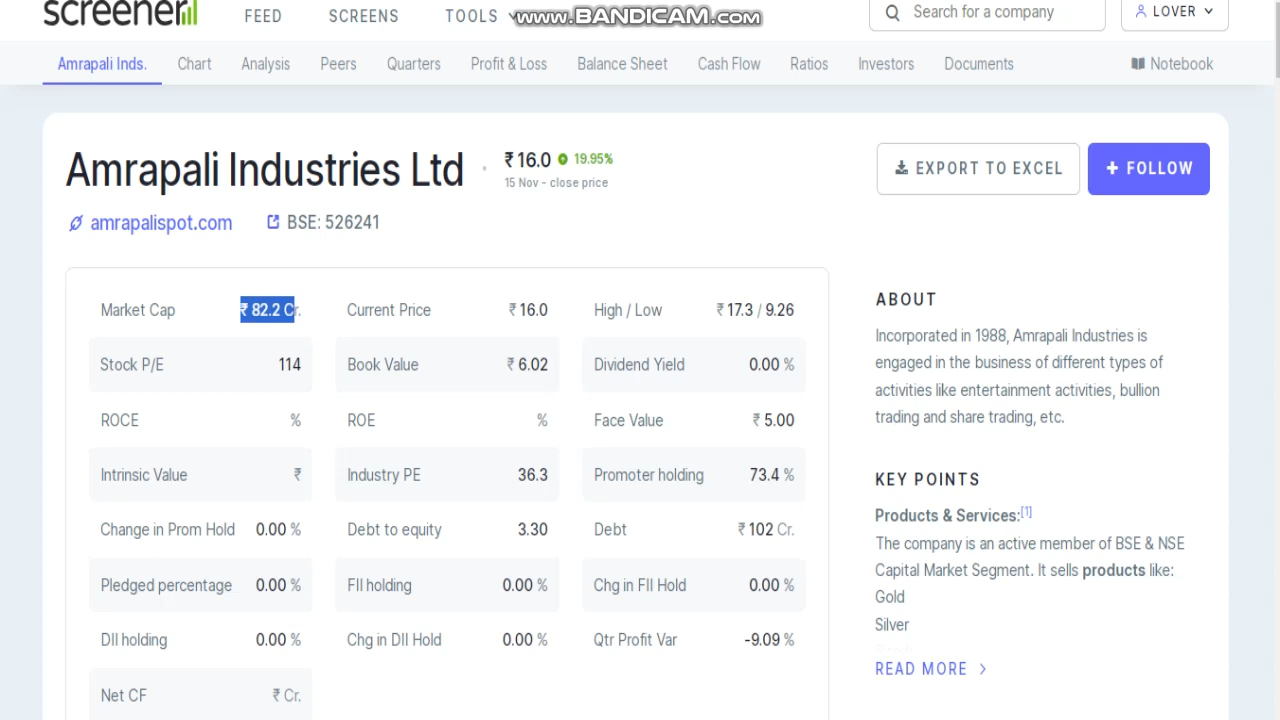 screener
FEED SCREENS TOOLS
www.BANDICAM.com
Search for a company
LOVER
Amrapali Inds. Chart Analysis Peers Quarters Profit & Loss Balance Sheet Cash Flow Ratios Investors Documents Notebook
Amrapali Industries Ltd
₹ 16.0 19.95%
15 Nov - close price
EXPORT TO EXCEL
+ FOLLOW
amrapalispot.com BSE: 526241
Market Cap ₹ 82.2 Cr. Current Price ₹ 16.0 High / Low ₹ 17.3 / 9.26
Stock P/E 114 Book Value ₹ 6.02 Dividend Yield 0.00 %
ROCE % ROE % Face Value ₹ 5.00
Intrinsic Value ₹ Industry PE 36.3 Promoter holding 73.4 %
Change in Prom Hold 0.00 % Debt to equity 3.30 Debt ₹ 102 Cr.
Pledged percentage 0.00 % FII holding 0.00 % Chg in FII Hold 0.00 %
DII holding 0.00 % Chg in DII Hold 0.00 % Qtr Profit Var -9.09 %
Net CF ₹ Cr.
ABOUT
Incorporated in 1988, Amrapali Industries is
engaged in the business of different types of
activities like entertainment activities, bullion
trading and share trading, etc.
KEY POINTS
Products & Services:[1]
The company is an active member of BSE & NSE
Capital Market Segment. It sells products like:
Gold
Silver
READ MORE